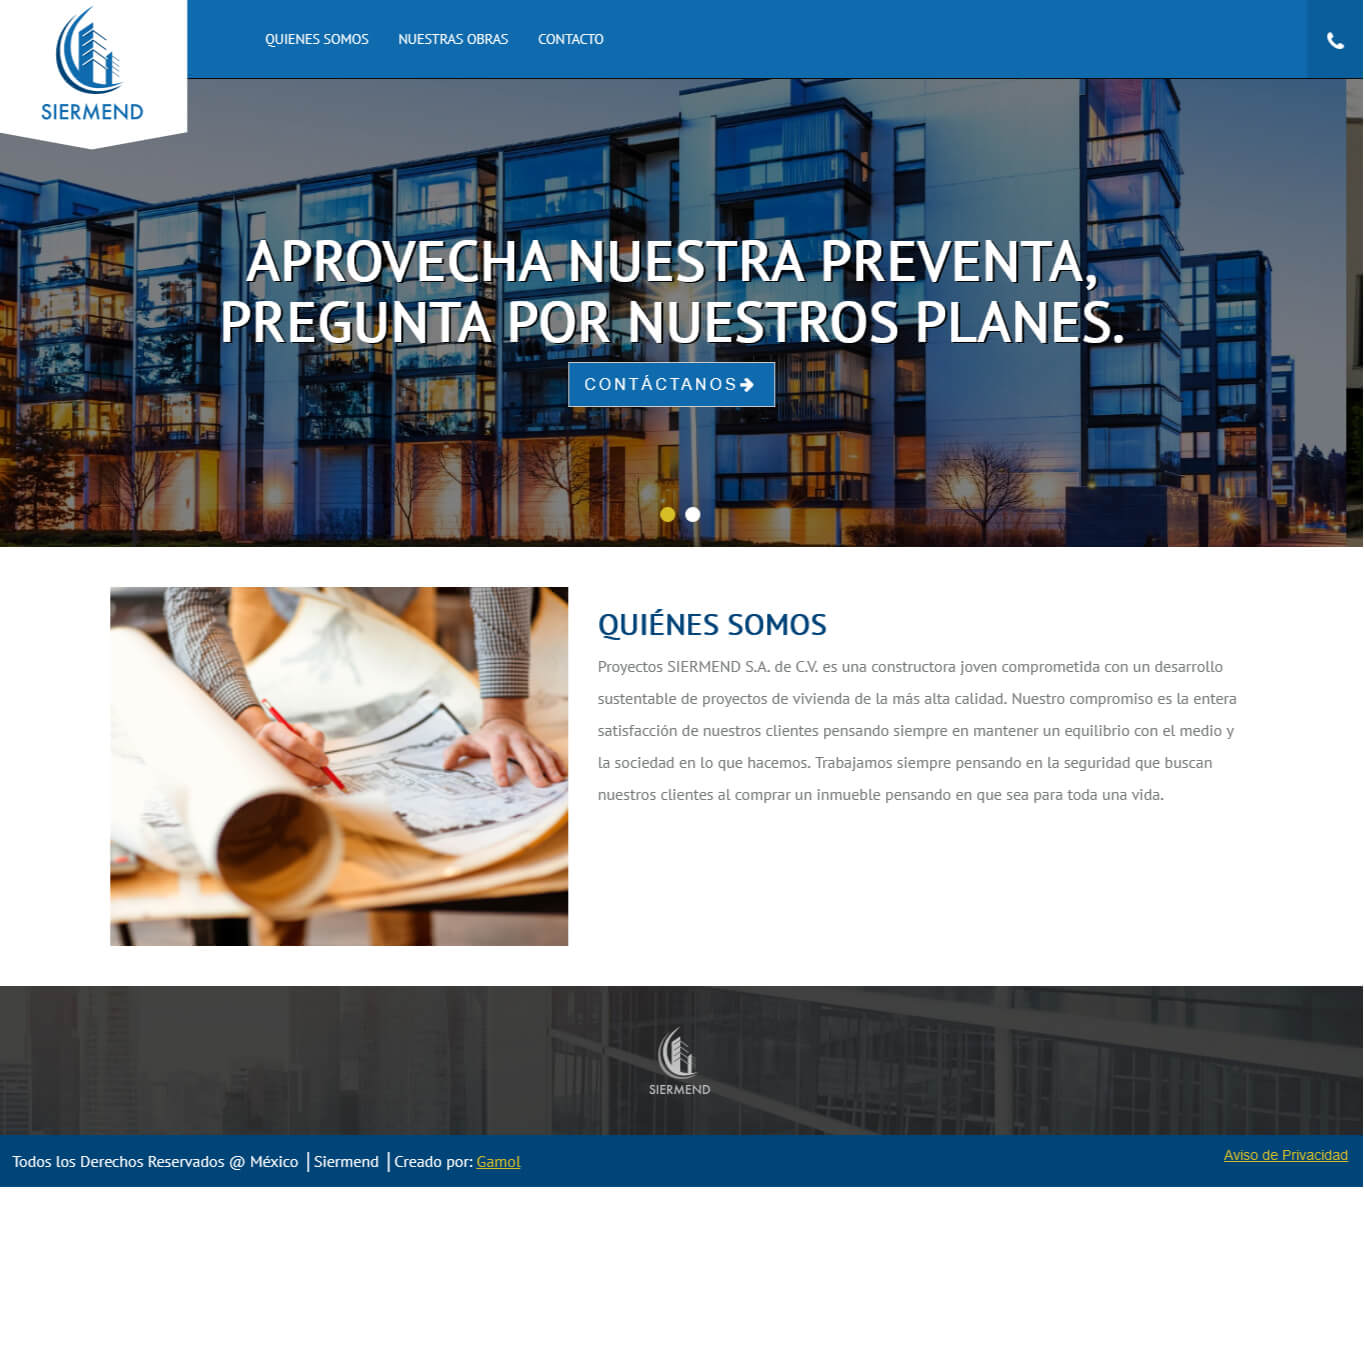 SIERMEND
QUIENES SOMOS
NUESTRAS OBRAS
CONTACTO
APROVECHA NUESTRA PREVENTA,
PREGUNTA POR NUESTROS PLANES.
CONTÁCTANOS
QUIÉNES SOMOS
Proyectos SIERMEND S.A. de C.V. es una constructora joven comprometida con un desarrollo
sustentable de proyectos de vivienda de la más alta calidad. Nuestro compromiso es la entera
satisfacción de nuestros clientes pensando siempre en mantener un equilibrio con el medio y
la sociedad en lo que hacemos. Trabajamos siempre pensando en la seguridad que buscan
nuestros clientes al comprar un inmueble pensando en que sea para toda una vida.
SIERMEND
Todos los Derechos Reservados @ México | Siermend | Creado por: Gamol
Aviso de Privacidad